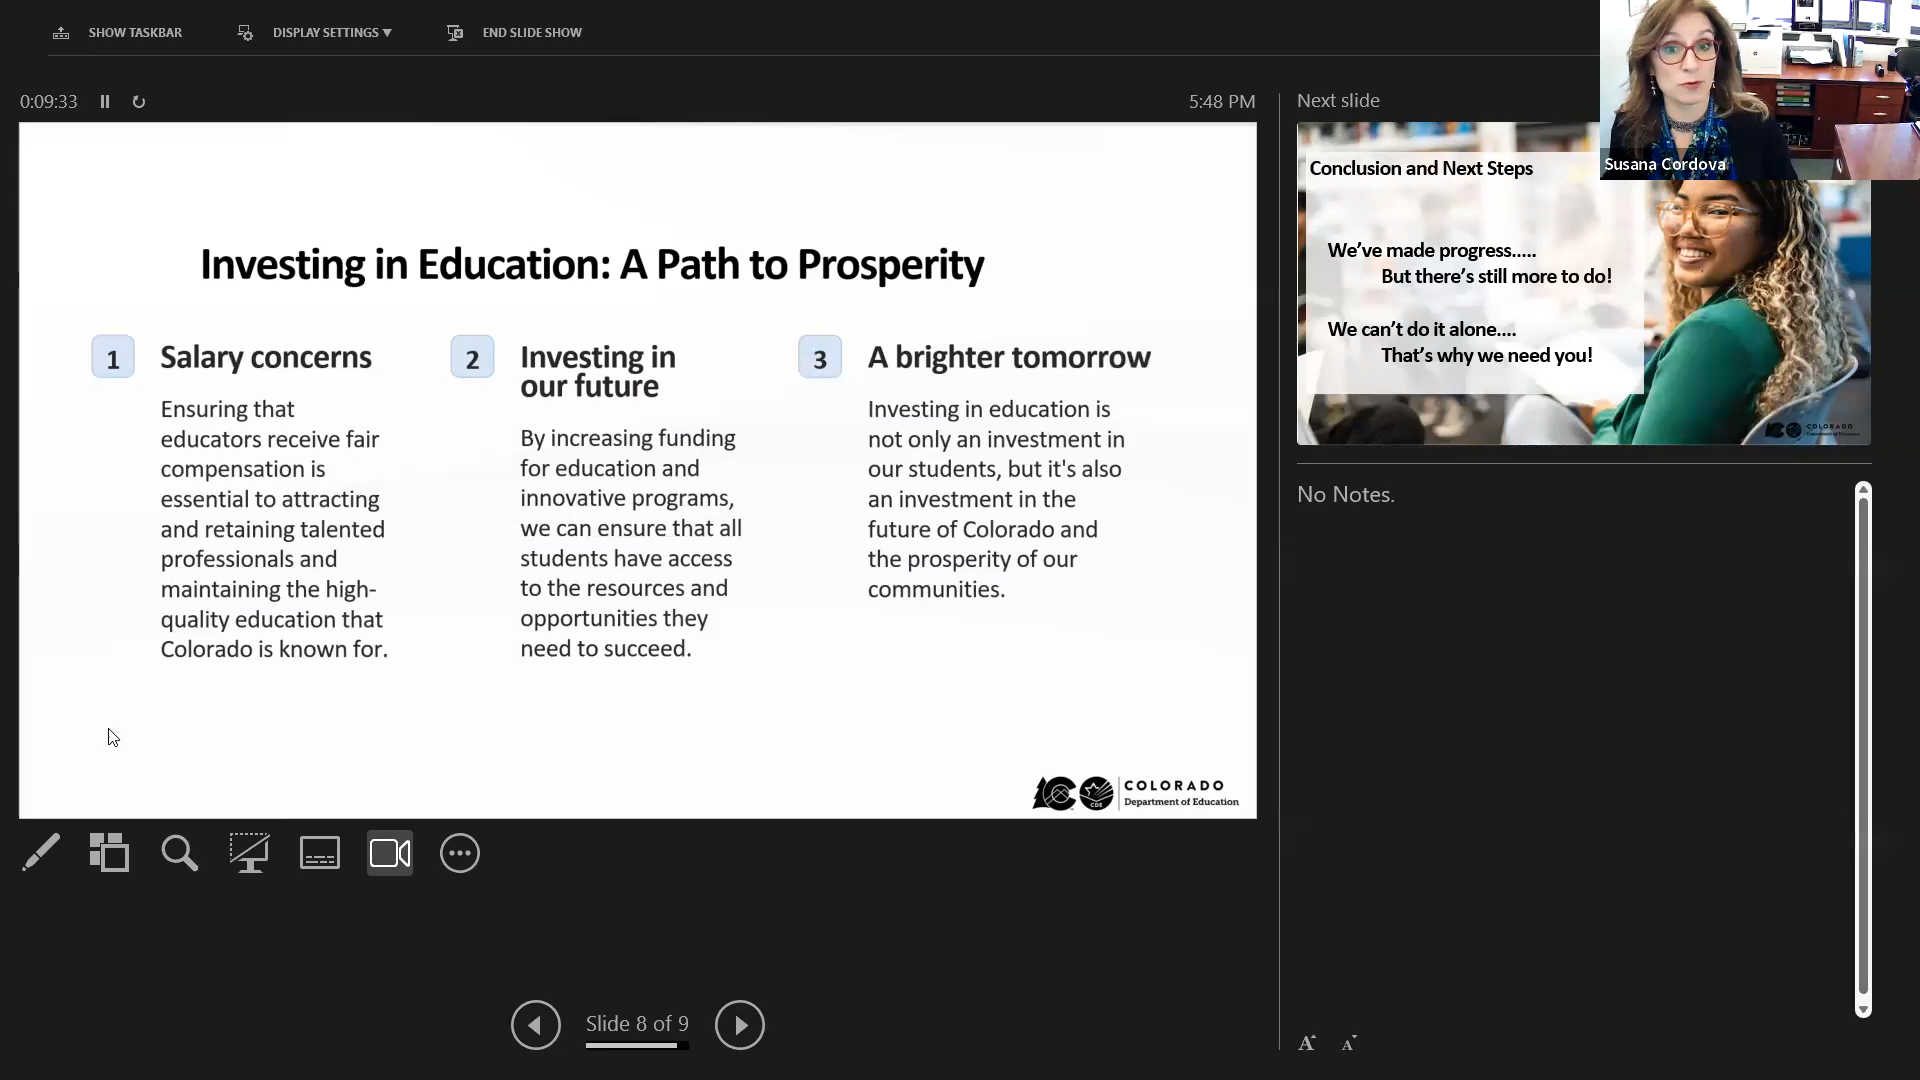 SHOW TASKBAR
DISPLAY SETTINGS ▼
END SLIDE SHOW
0:09:33
5:48 PM
Investing in Education: A Path to Prosperity
1
Salary concerns
Ensuring that
educators receive fair
compensation is
essential to attracting
and retaining talented
professionals and
maintaining the high-
quality education that
Colorado is known for.
2
Investing in
our future
By increasing funding
for education and
innovative programs,
we can ensure that all
students have access
to the resources and
opportunities they
need to succeed.
3
A brighter tomorrow
Investing in education is
not only an investment in
our students, but it's also
an investment in the
future of Colorado and
the prosperity of our
communities.
CDE
COLORADO
Department of Education
Slide 8 of 9
Next slide
Susana Cordova
Conclusion and Next Steps
We've made progress.....
But there's still more to do!
We can't do it alone....
That's why we need you!
COLORADO
Department of Education
No Notes.
A A